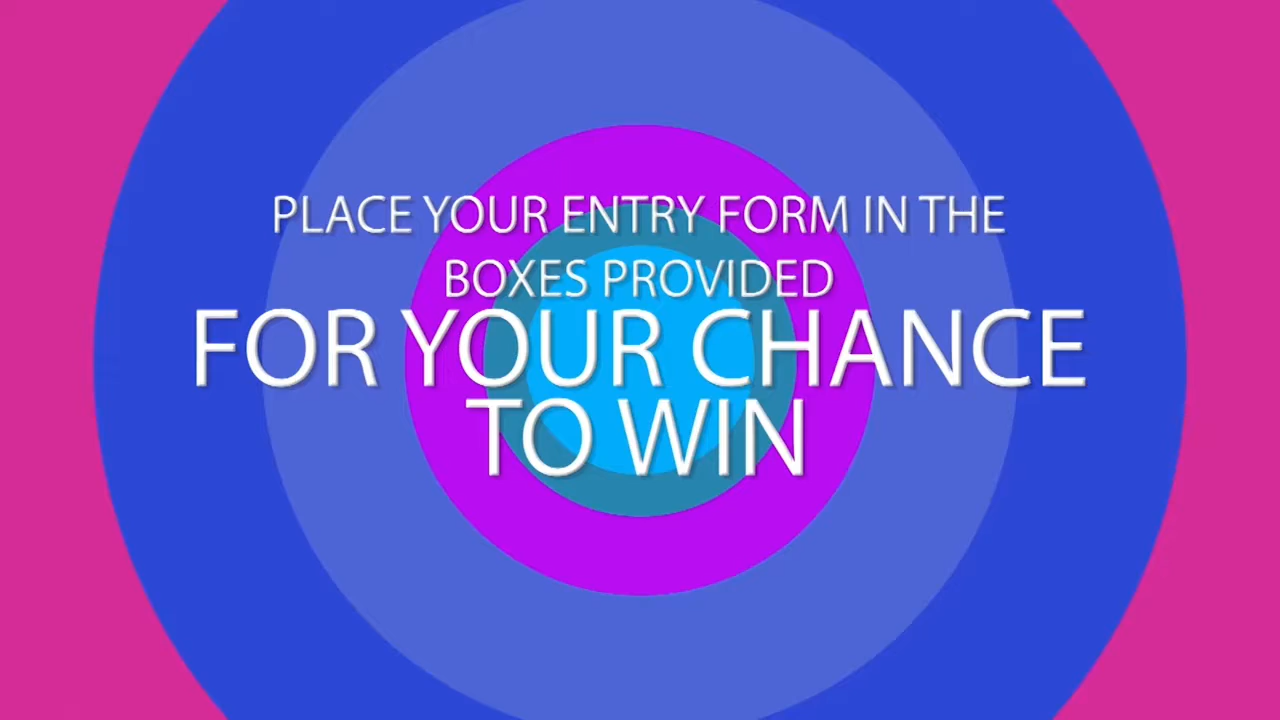 PLACE YOUR ENTRY FORM IN THE
BOXES PROVIDED
FOR YOUR CHANCE
TO WIN